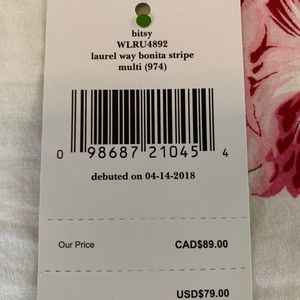 bitsy
WLRU4892
laurel way bonita stripe
multi (974)
0 98687 21045 4
debuted on 04-14-2018
Our Price CAD$89.00
USD$79.00